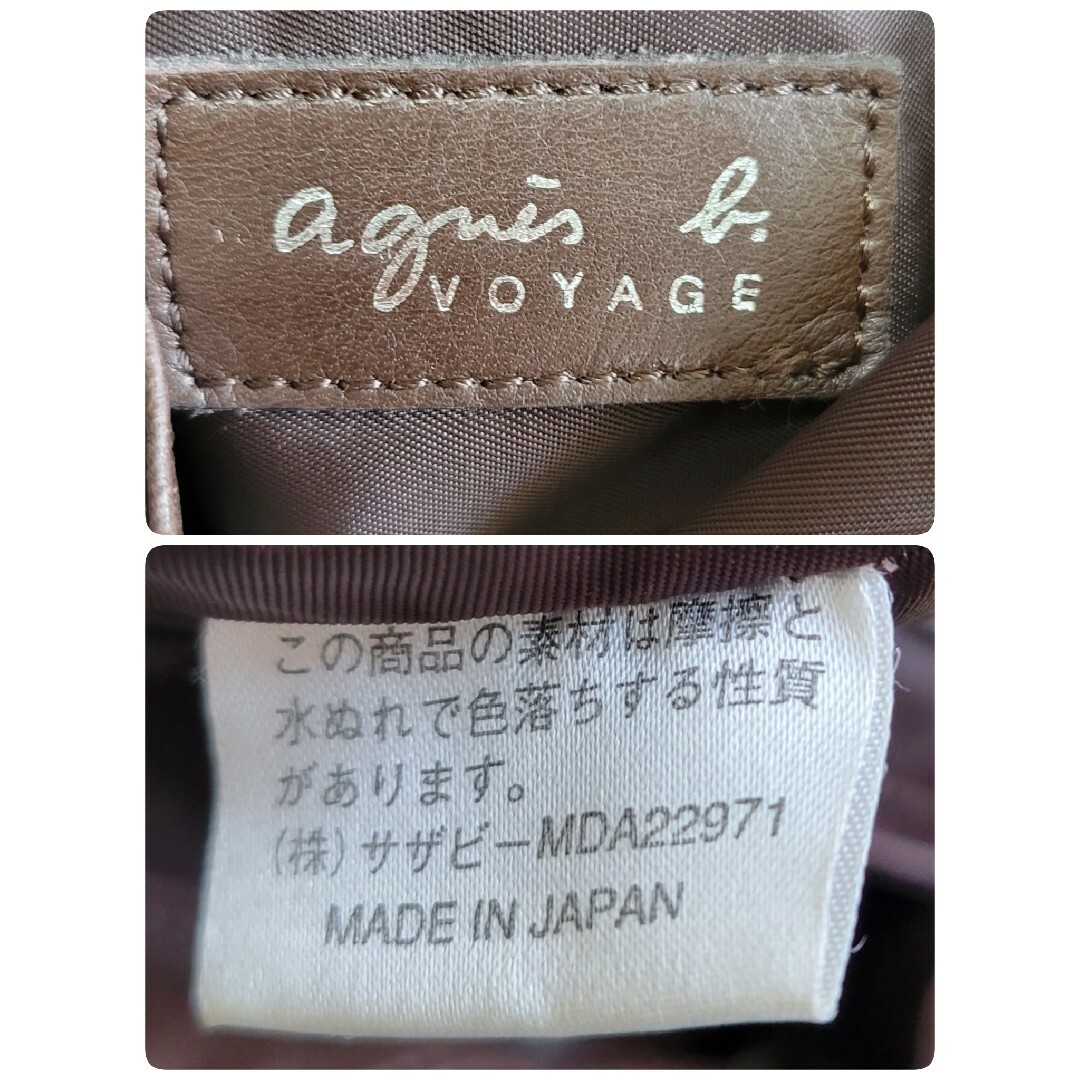 agnès b.
VOYAGE
この商品の素材は摩擦と
水ぬれで色落ちする性質
があります。
(株)サザビーMDA22971
MADE IN JAPAN